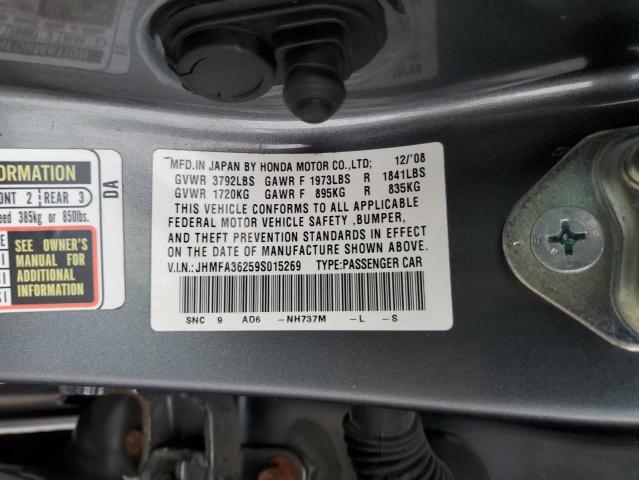 ORMATION
ONT 2 | REAR 3
eed 385kg or 850lbs.
SEE OWNER'S
MANUAL FOR
ADDITIONAL
INFORMATION
DA
MFD.IN JAPAN BY HONDA MOTOR CO.,LTD; 12/'08
GVWR 3792LBS GAWR F 1973LBS R 1841LBS
GVWR 1720KG GAWR F 895KG R 835KG
THIS VEHICLE CONFORMS TO ALL APPLICABLE
FEDERAL MOTOR VEHICLE SAFETY ,BUMPER,
AND THEFT PREVENTION STANDARDS IN EFFECT
ON THE DATE OF MANUFACTURE SHOWN ABOVE.
V.I.N.:JHMFA36259S015269 TYPE:PASSENGER CAR
SNC 9 AD6 -NH737M -L -S